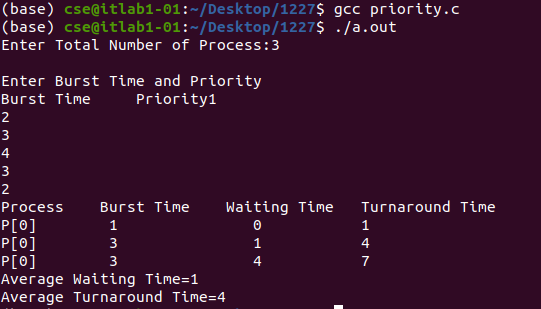 (base) cse@itlab1-01:~/Desktop/1227$ gcc priority.c
(base) cse@itlab1-01:~/Desktop/1227$ ./a.out
Enter Total Number of Process:3
Enter Burst Time and Priority
Burst Time Priority1
2
3
4
3
2
Process Burst Time Waiting Time Turnaround Time
P[0] 1 0 1
P[0] 3 1 4
P[0] 3 4 7
Average Waiting Time=1
Average Turnaround Time=4